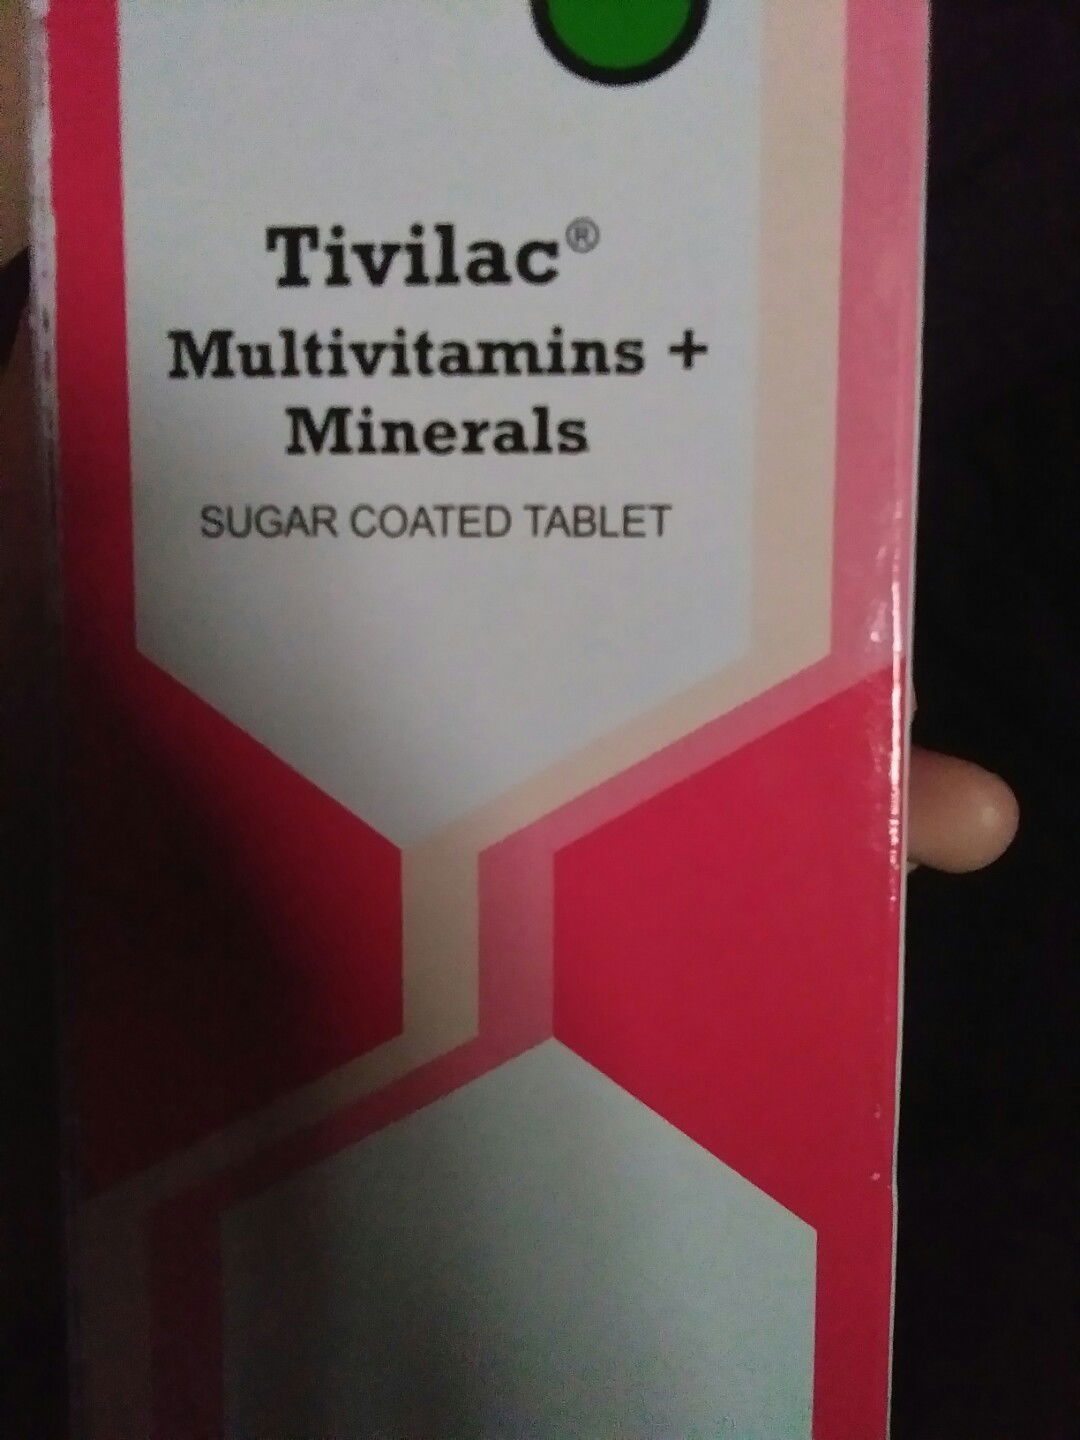 Tivilac®
Multivitamins +
Minerals
SUGAR COATED TABLET